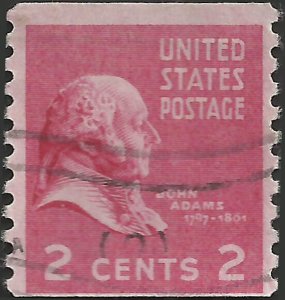 UNITED
STATES
POSTAGE
JOHN
ADAMS
1797-1801
2 CENTS 2